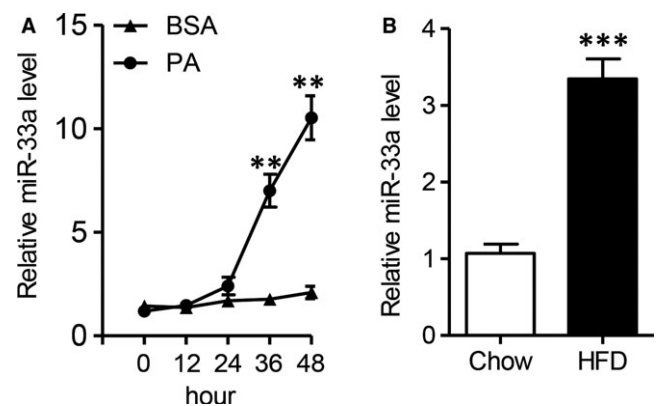 A
BSA
PA
Relative miR-33a level
15
10
5
0
**
**
0 12 24 36 48
hour
B
Relative miR-33a level
4
3
2
1
0
***
Chow HFD